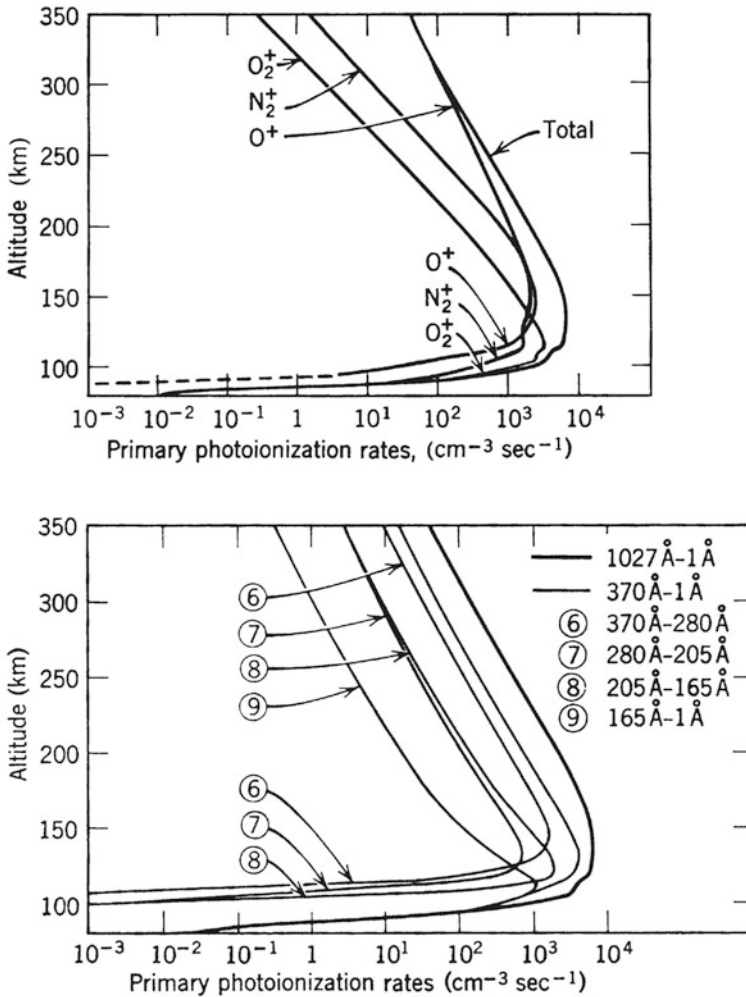 350
300
250
200
150
100
Altitude (km)
O₂⁺
N₂⁺
O⁺
Total
O⁺
N₂⁺
O₂⁺
10⁻³ 10⁻² 10⁻¹ 1 10¹ 10² 10³ 10⁴
Primary photoionization rates, (cm⁻³ sec⁻¹)
350
300
250
200
150
100
Altitude (km)
⑥
⑦
⑧
⑨
⑥
⑦
⑧
1027Å–1Å
370Å–1Å
⑥ 370Å–280Å
⑦ 280Å–205Å
⑧ 205Å–165Å
⑨ 165Å–1Å
10⁻³ 10⁻² 10⁻¹ 1 10¹ 10² 10³ 10⁴
Primary photoionization rates (cm⁻³ sec⁻¹)